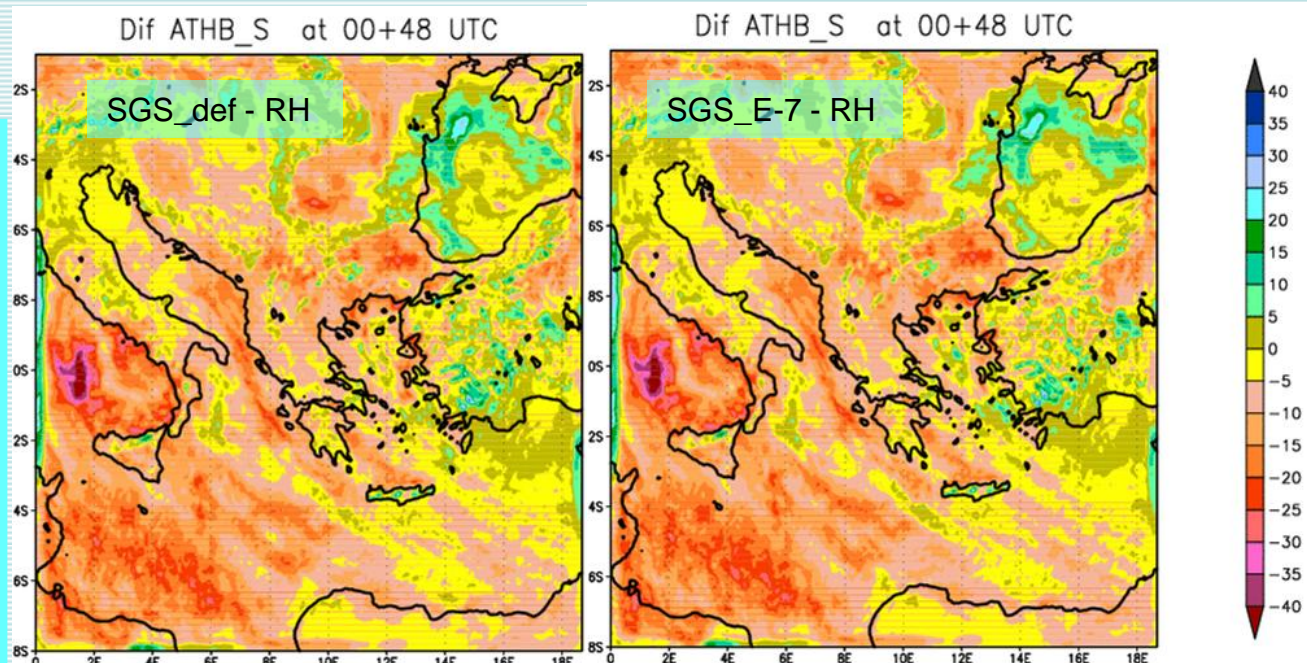 Dif ATHB_S at 00+48 UTC
SGS_def - RH
2S
4S
6S
8S
0S
2S
4S
6S
8S
0E 2E 4E 6E 8E 10E 12E 14E 16E 18E
Dif ATHB_S at 00+48 UTC
SGS_E-7 - RH
2S
4S
6S
8S
0S
2S
4S
6S
8S
0E 2E 4E 6E 8E 10E 12E 14E 16E 18E
40
35
30
25
20
15
10
5
0
−5
−10
−15
−20
−25
−30
−35
−40